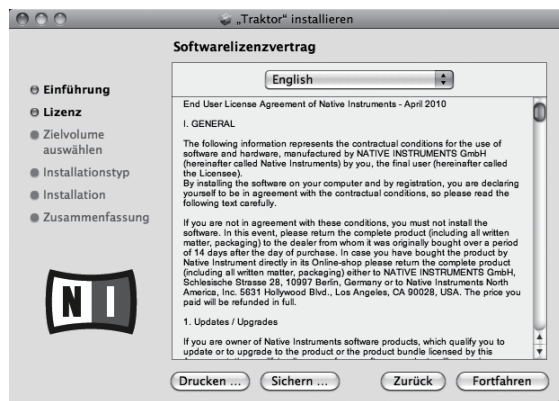 „Traktor“ installieren
Softwarelizenzvertrag
Einführung
Lizenz
Zielvolume
auswählen
Installationstyp
Installation
Zusammenfassung
NI
English
End User License Agreement of Native Instruments - April 2010
I. GENERAL
The following information represents the contractual conditions for the use of
software and hardware, manufactured by NATIVE INSTRUMENTS GmbH
(hereinafter called Native Instruments) by you, the final user (hereinafter called
the Licensee).
By installing the software on your computer and by registration, you are declaring
yourself to be in agreement with the contractual conditions, so please read the
following text carefully.
If you are not in agreement with these conditions, you must not install the
software. In this event, please return the complete product (including all written
matter, packaging) to the dealer from whom it was originally bought over a period
of 14 days after the day of purchase. In case you have bought the product by
Native Instrument directly in its Online-shop please return the complete product
(including all written matter, packaging) either to NATIVE INSTRUMENTS GmbH,
Schlesische Strasse 28, 10997 Berlin, Germany or to Native Instruments North
America, Inc. 5631 Hollywood Blvd., Los Angeles, CA 90028, USA. The price you
paid will be refunded in full.
1. Updates / Upgrades
If you are owner of Native Instruments software products, which qualify you to
update or to upgrade to the product or the product bundle licensed by this
Drucken ...
Sichern ...
Zurück
Fortfahren